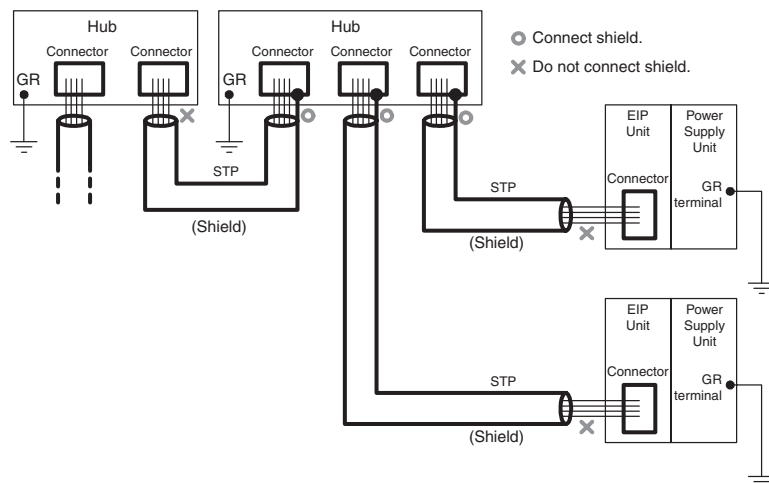 Hub
Connector Connector
GR
Hub
Connector Connector Connector
GR
Connect shield.
Do not connect shield.
STP
(Shield)
EIP
Unit
Power
Supply
Unit
Connector
GR
terminal
STP
(Shield)
EIP
Unit
Power
Supply
Unit
Connector
GR
terminal
STP
(Shield)